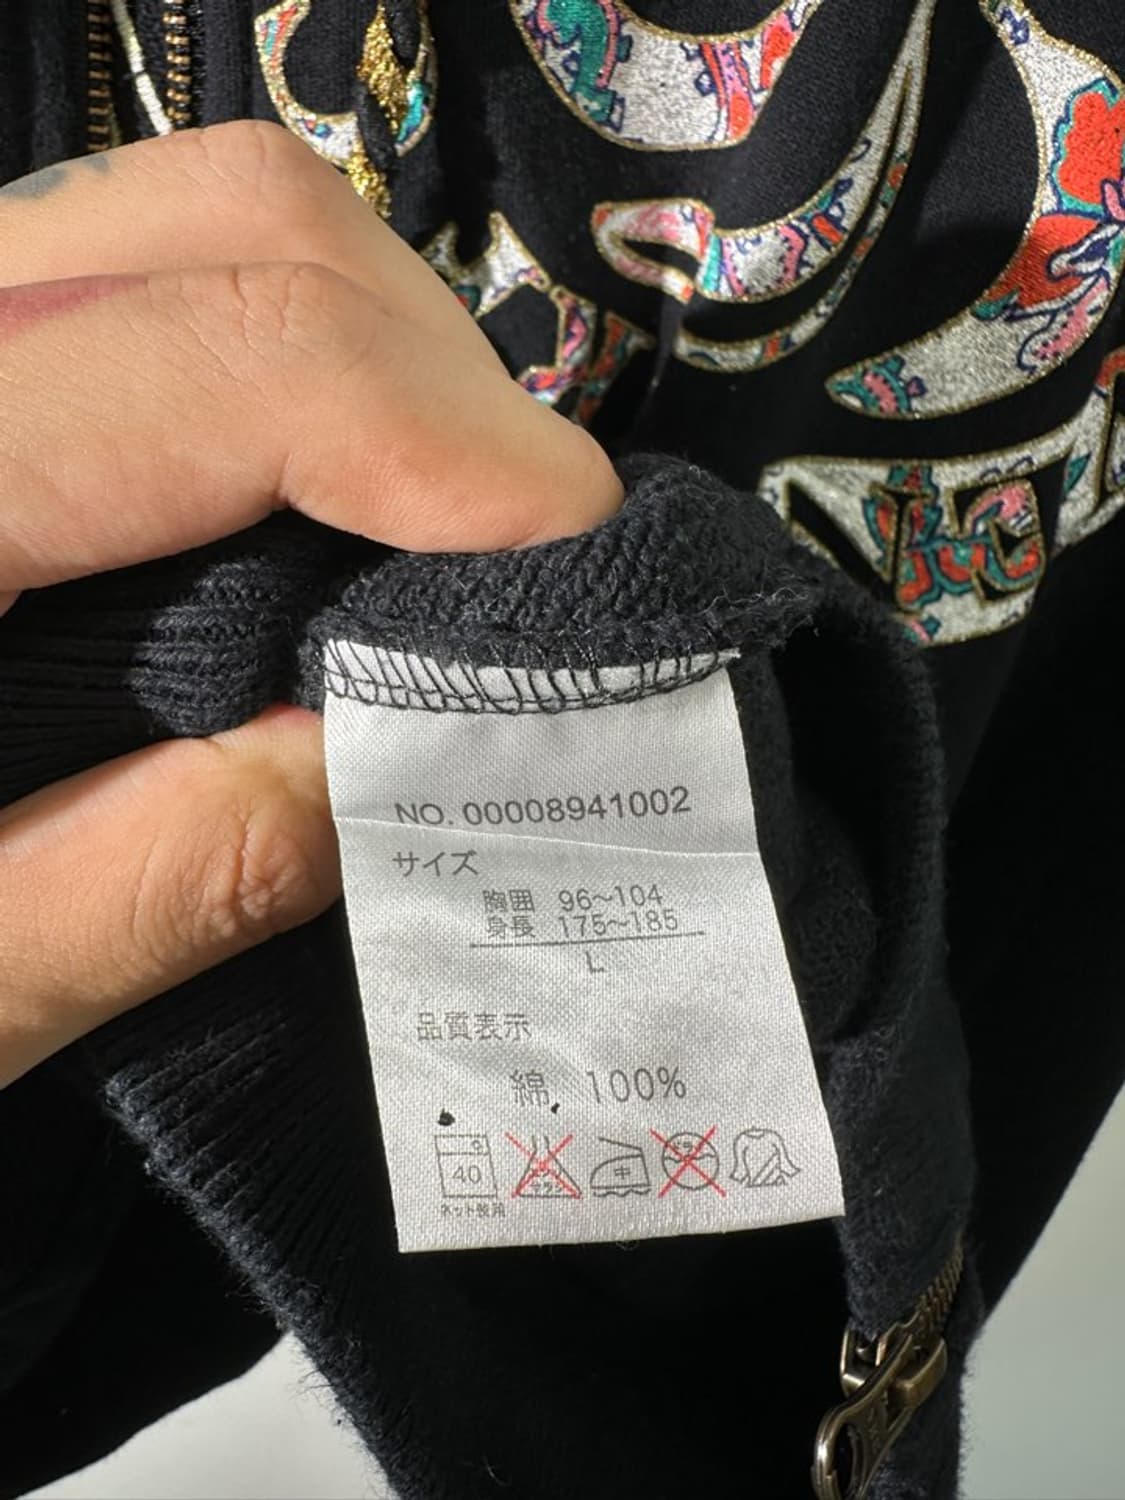 NO. 00008941002
サイズ
胸囲 96~104
身長 175~185
L
品質表示
綿 100%
40
中
ネット使用